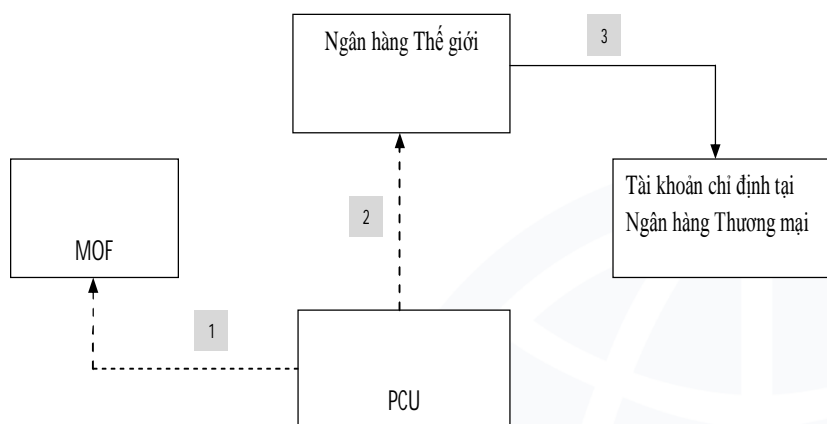 Ngân hàng Thế giới
3
Tài khoản chỉ định tại
Ngân hàng Thương mại
2
MOF
1
PCU